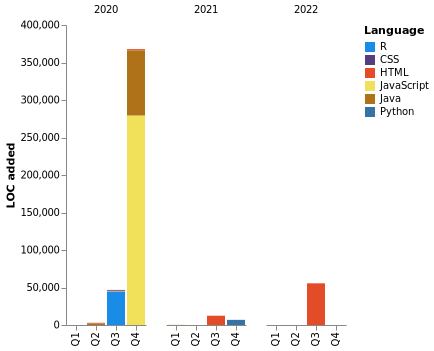 2020 2021 2022
LOC added
400,000
350,000
300,000
250,000
200,000
150,000
100,000
50,000
0
Q1 Q2 Q3 Q4 Q1 Q2 Q3 Q4 Q1 Q2 Q3 Q4
Language
R
CSS
HTML
JavaScript
Java
Python